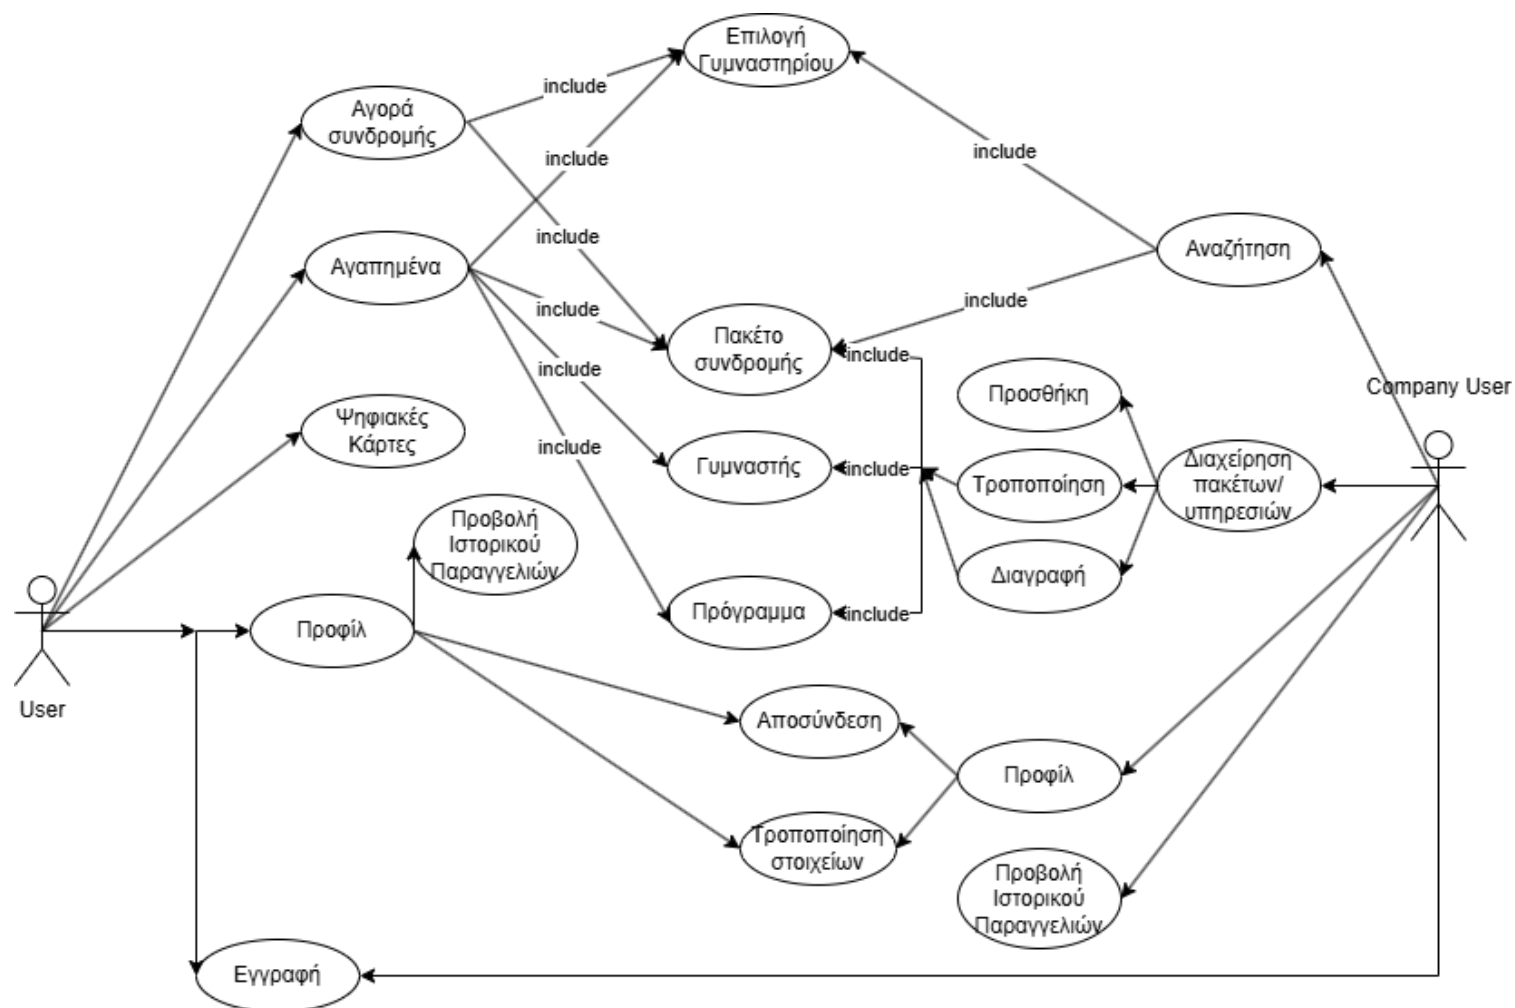 Επιλογή
Γυμναστηρίου
include
Αγορά
συνδρομής
include
include
include
Αναζήτηση
Αγαπημένα
include
include
Πακέτο
συνδρομής
include
include
Προσθήκη
Company User
Ψηφιακές
Κάρτες
include
Γυμναστής
include
Τροποποίηση
Διαχείρηση
πακέτων/
υπηρεσιών
Προβολή
Ιστορικού
Παραγγελιών
Διαγραφή
Πρόγραμμα
include
Προφίλ
User
Αποσύνδεση
Προφίλ
Τροποποίηση
στοιχείων
Προβολή
Ιστορικού
Παραγγελιών
Εγγραφή